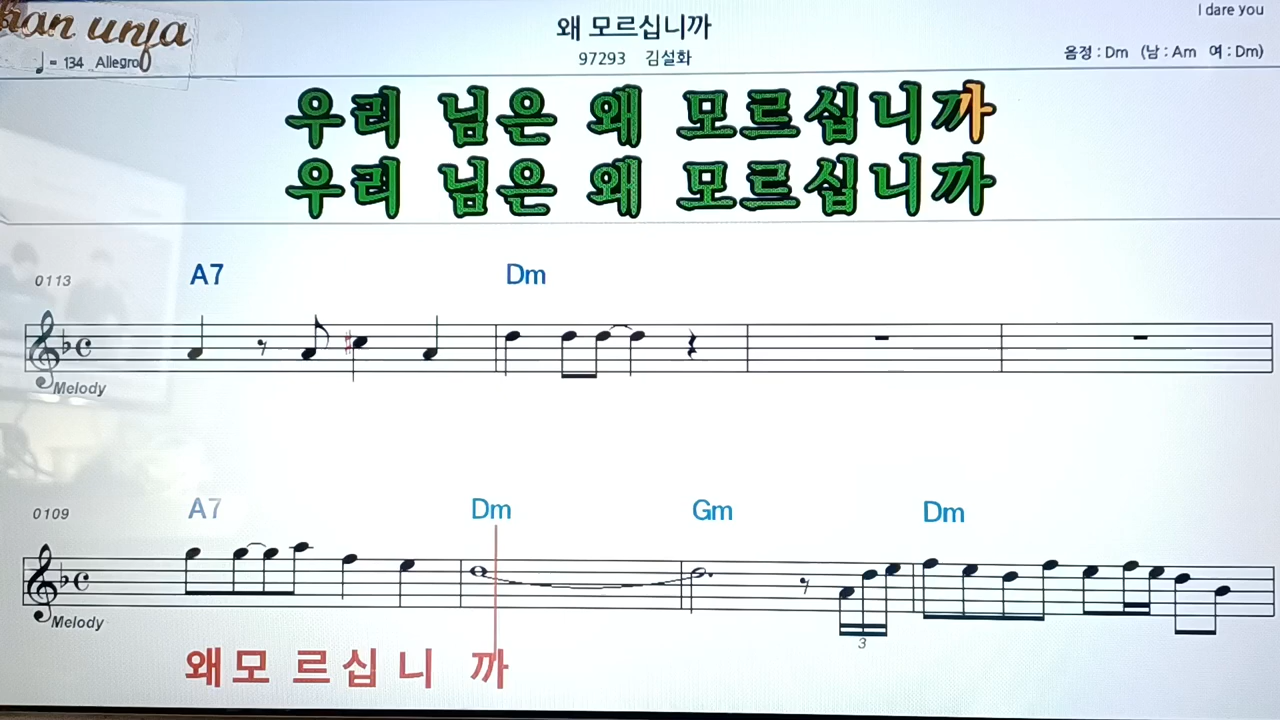 I dare you
왜 모르십니까
♩ = 134 Allegro
97293 김설화
음정 : Dm (남 : Am 여 : Dm)
우리 님은 왜 모르십니까
우리 님은 왜 모르십니까
0113 A7 Dm
Melody
0109 A7 Dm Gm Dm
Melody
3
왜모 르십니 까